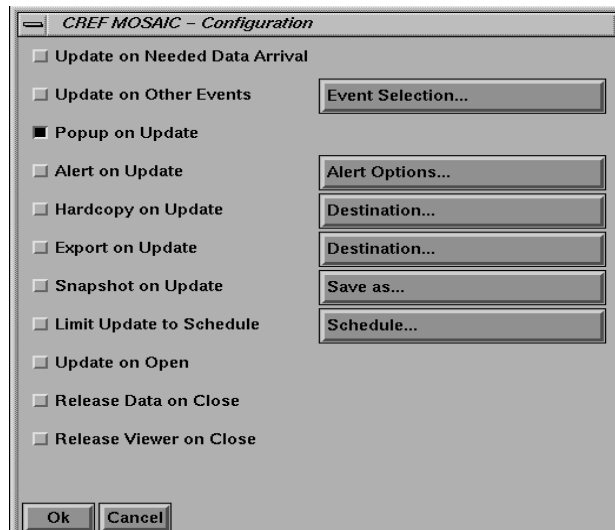 CREF MOSAIC – Configuration
Update on Needed Data Arrival
Update on Other Events Event Selection...
Popup on Update
Alert on Update Alert Options...
Hardcopy on Update Destination...
Export on Update Destination...
Snapshot on Update Save as...
Limit Update to Schedule Schedule...
Update on Open
Release Data on Close
Release Viewer on Close
Ok Cancel